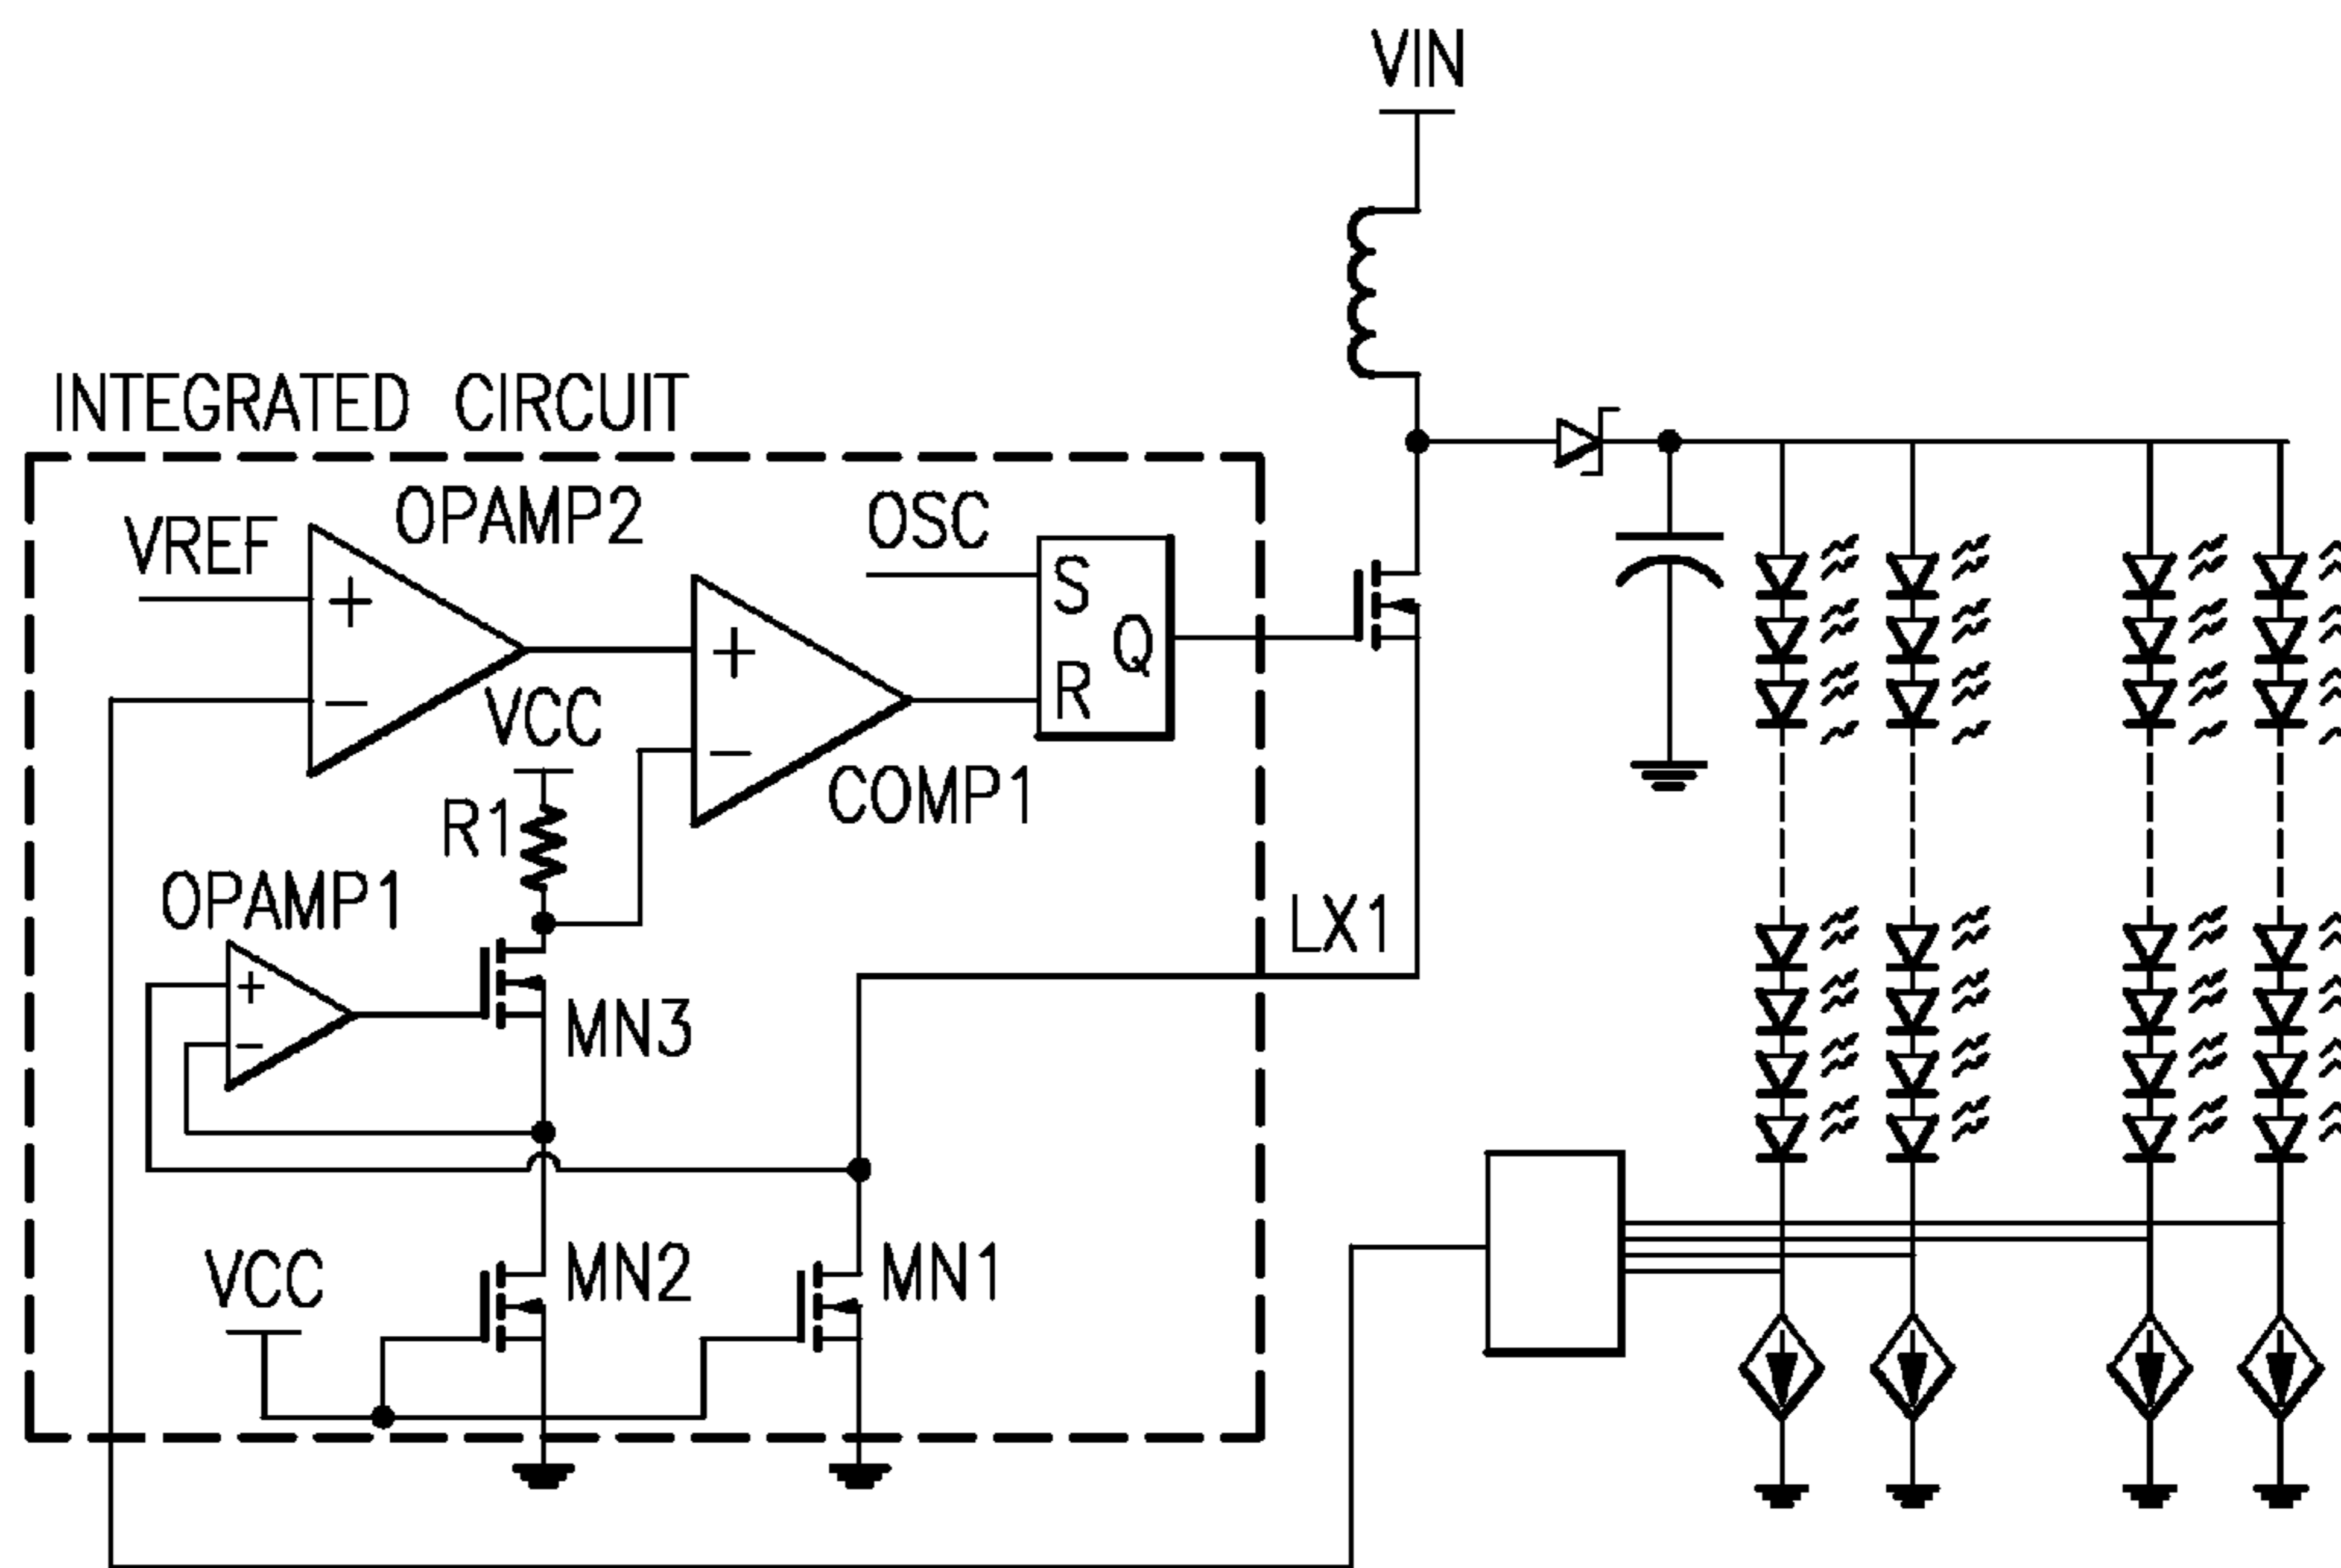 VIN
INTEGRATED CIRCUIT
OPAMP2
OSC
VREF
+
S
Q
+
R
−
VCC
−
COMP1
R1
OPAMP1
LX1
+
MN3
−
MN2
MN1
VCC